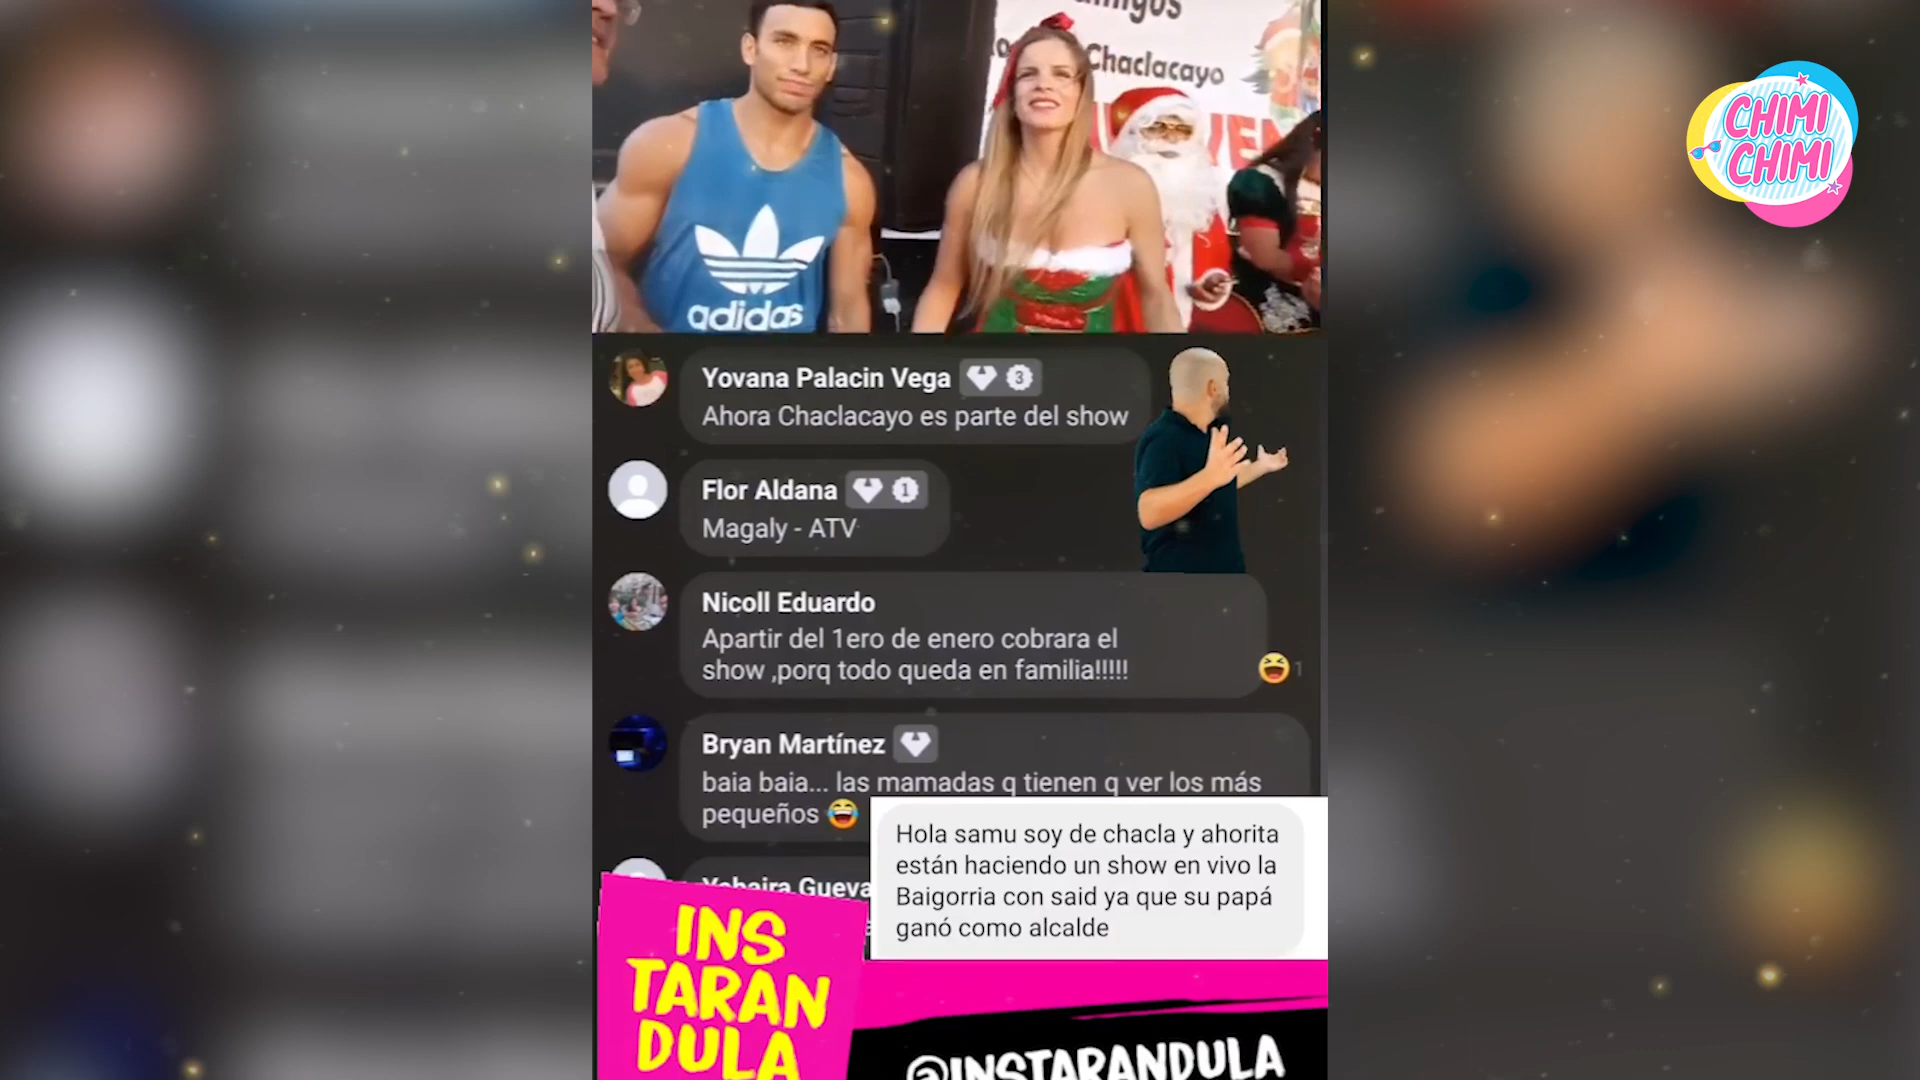 Chaclacayo
CHIMI
CHIMI
adidas
Yovana Palacin Vega 3
Ahora Chaclacayo es parte del show
Flor Aldana 1
Magaly - ATV
Nicoll Eduardo
Apartir del 1ero de enero cobrara el
show ,porq todo queda en familia!!!!!
1
Bryan Martínez
baia baia... las mamadas q tienen q ver los más
pequeños 😂
Hola samu soy de chacla y ahorita
están haciendo un show en vivo la
Baigorria con said ya que su papá
ganó como alcalde
INS
TARAN
DULA
@INSTARANDULA